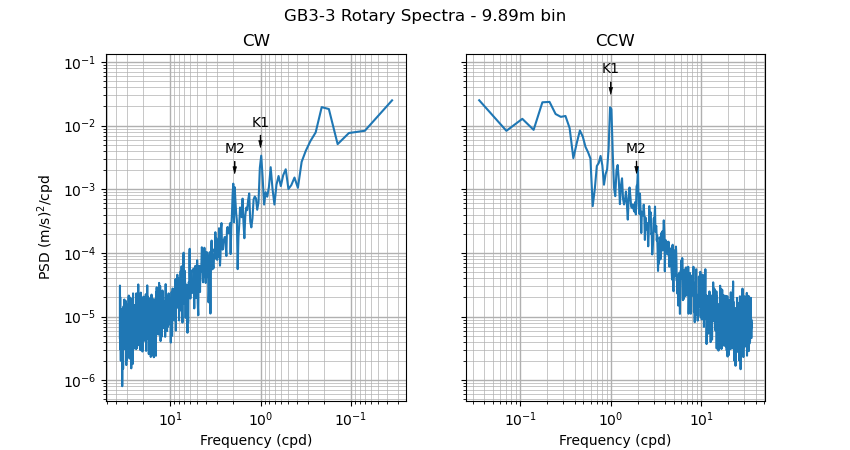 GB3-3 Rotary Spectra - 9.89m bin
CW
CCW
PSD (m/s)²/cpd
10⁻¹
10⁻²
10⁻³
10⁻⁴
10⁻⁵
10⁻⁶
M2
K1
K1
M2
10¹
10⁰
10⁻¹
10⁻¹
10⁰
10¹
Frequency (cpd)
Frequency (cpd)